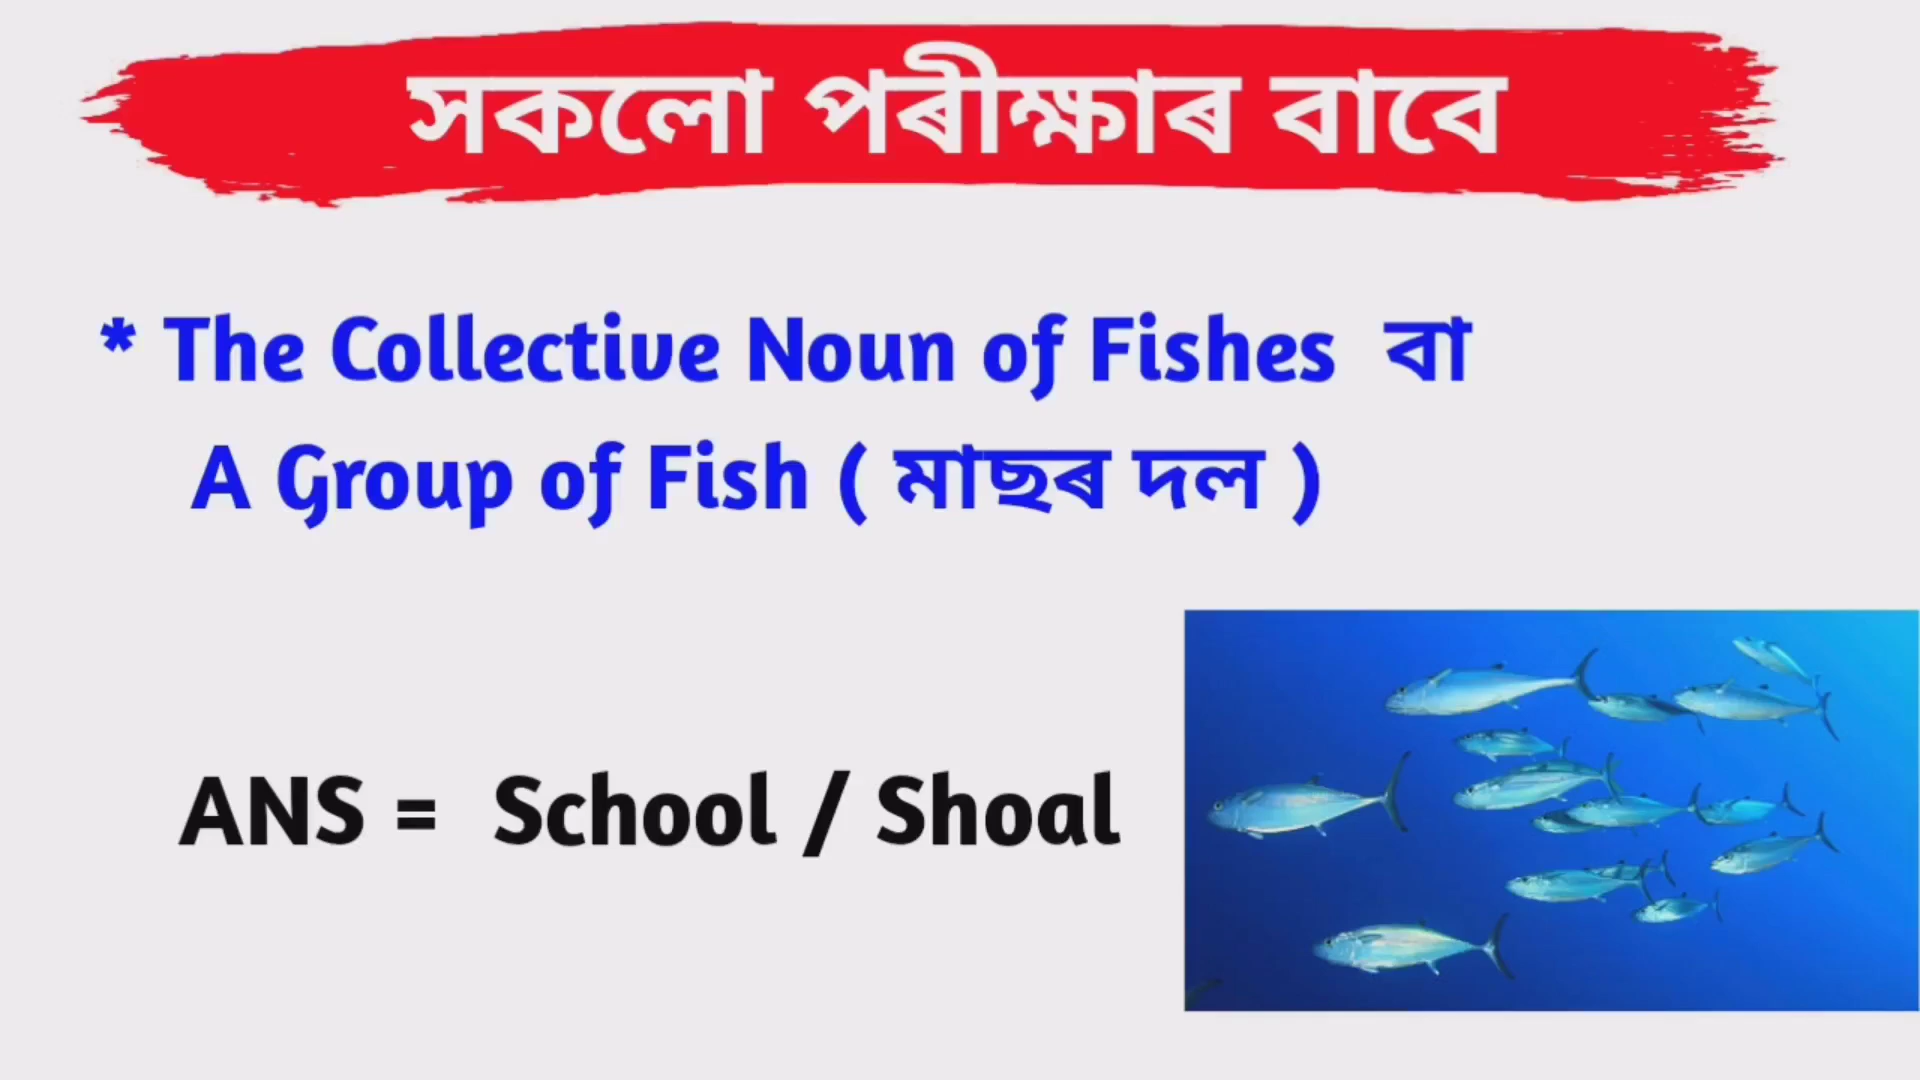 সকলো পৰীক্ষাৰ বাবে
* The Collective Noun of Fishes বা
A Group of Fish ( মাছৰ দল )
ANS = School / Shoal